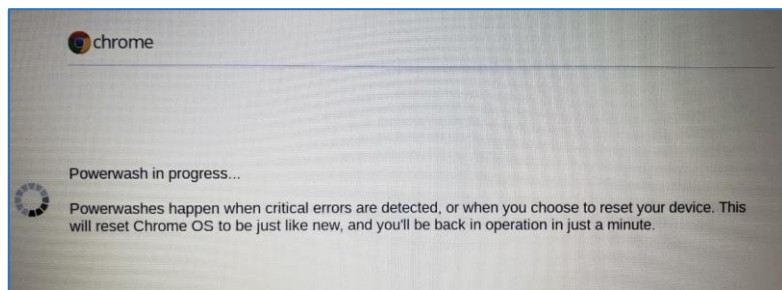 chrome
Powerwash in progress...
Powerwashes happen when critical errors are detected, or when you choose to reset your device. This
will reset Chrome OS to be just like new, and you'll be back in operation in just a minute.